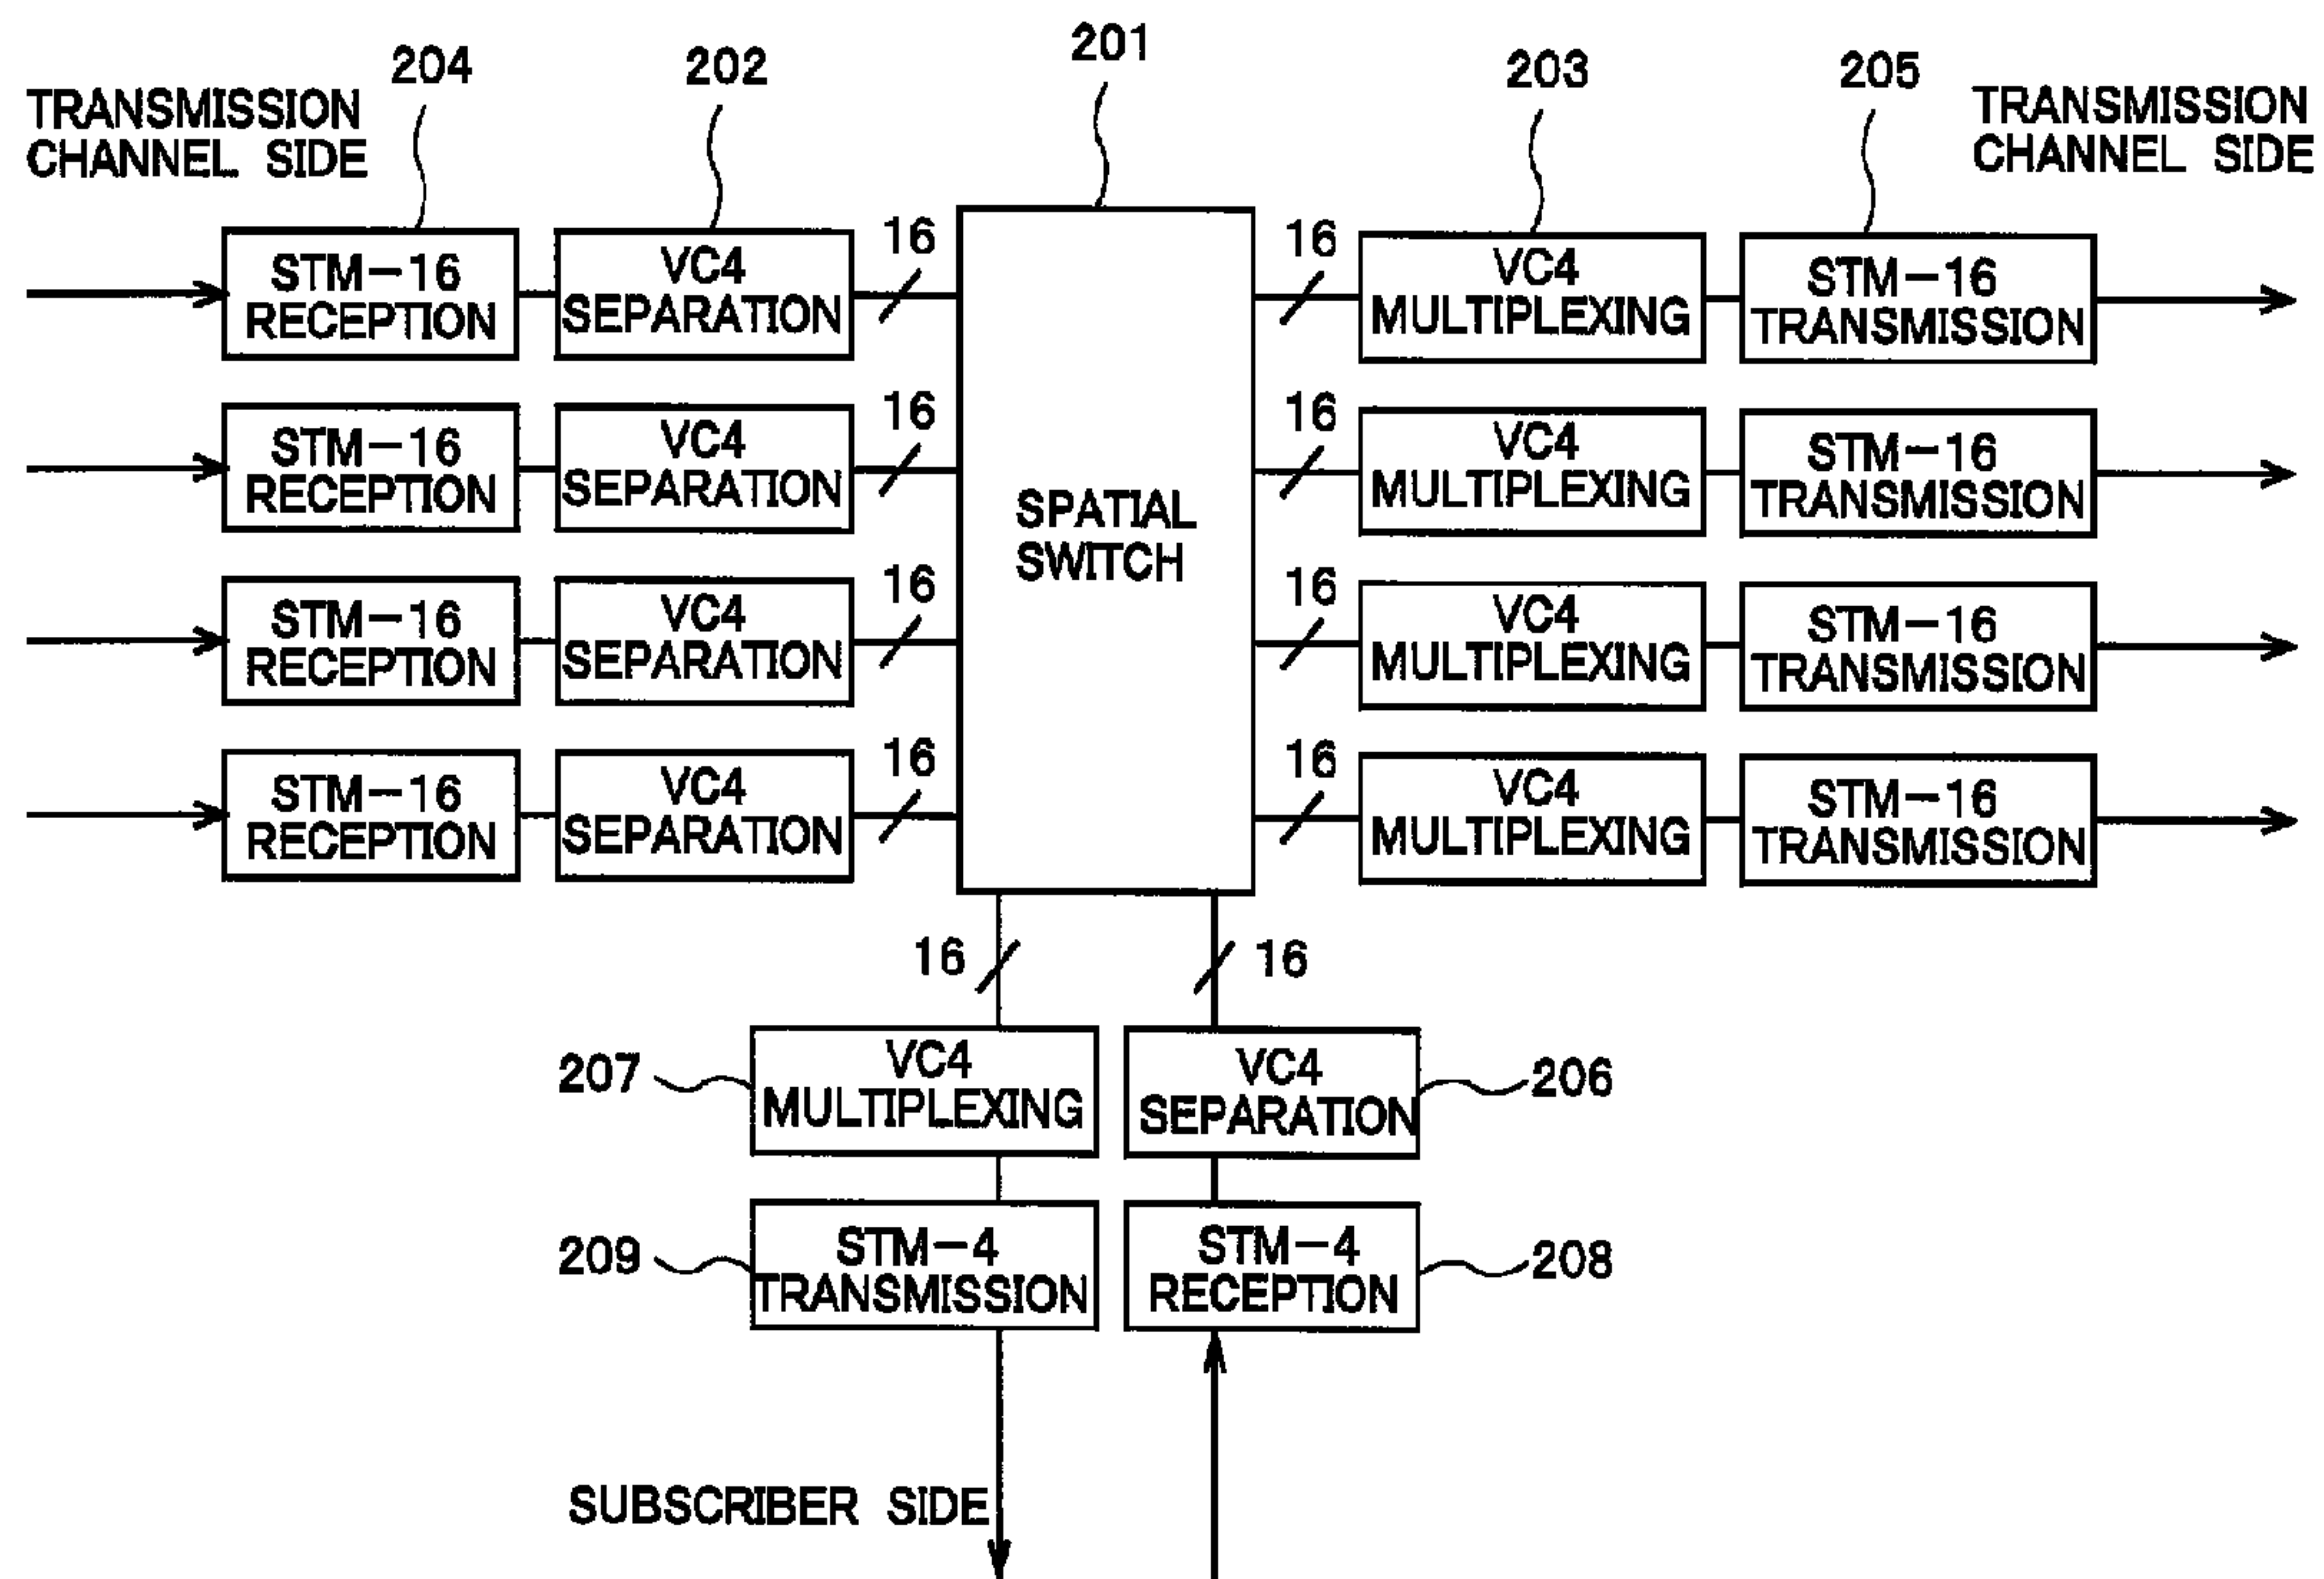 204
202
201
203
205
TRANSMISSION
CHANNEL SIDE
TRANSMISSION
CHANNEL SIDE
STM-16
RECEPTION
VC4
SEPARATION
16
16
VC4
MULTIPLEXING
STM-16
TRANSMISSION
STM-16
RECEPTION
VC4
SEPARATION
16
16
VC4
MULTIPLEXING
STM-16
TRANSMISSION
SPATIAL
SWITCH
STM-16
RECEPTION
VC4
SEPARATION
16
16
VC4
MULTIPLEXING
STM-16
TRANSMISSION
STM-16
RECEPTION
VC4
SEPARATION
16
16
VC4
MULTIPLEXING
STM-16
TRANSMISSION
16
16
207
VC4
MULTIPLEXING
VC4
SEPARATION
206
209
STM-4
TRANSMISSION
STM-4
RECEPTION
208
SUBSCRIBER SIDE